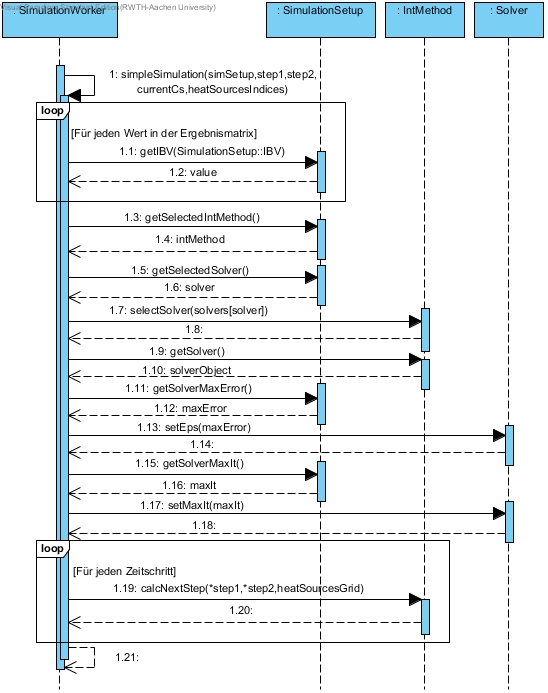 (RWTH-Aachen University)
: SimulationWorker
: SimulationSetup
: IntMethod
: Solver
1: simpleSimulation(simSetup,step1,step2,
currentCs,heatSourcesIndices)
loop
[Für jeden Wert in der Ergebnismatrix]
1.1: getIBV(SimulationSetup::IBV)
1.2: value
1.3: getSelectedIntMethod()
1.4: intMethod
1.5: getSelectedSolver()
1.6: solver
1.7: selectSolver(solvers[solver])
1.8:
1.9: getSolver()
1.10: solverObject
1.11: getSolverMaxError()
1.12: maxError
1.13: setEps(maxError)
1.14:
1.15: getSolverMaxIt()
1.16: maxIt
1.17: setMaxIt(maxIt)
1.18:
loop
[Für jeden Zeitschritt]
1.19: calcNextStep(*step1,*step2,heatSourcesGrid)
1.20:
1.21: